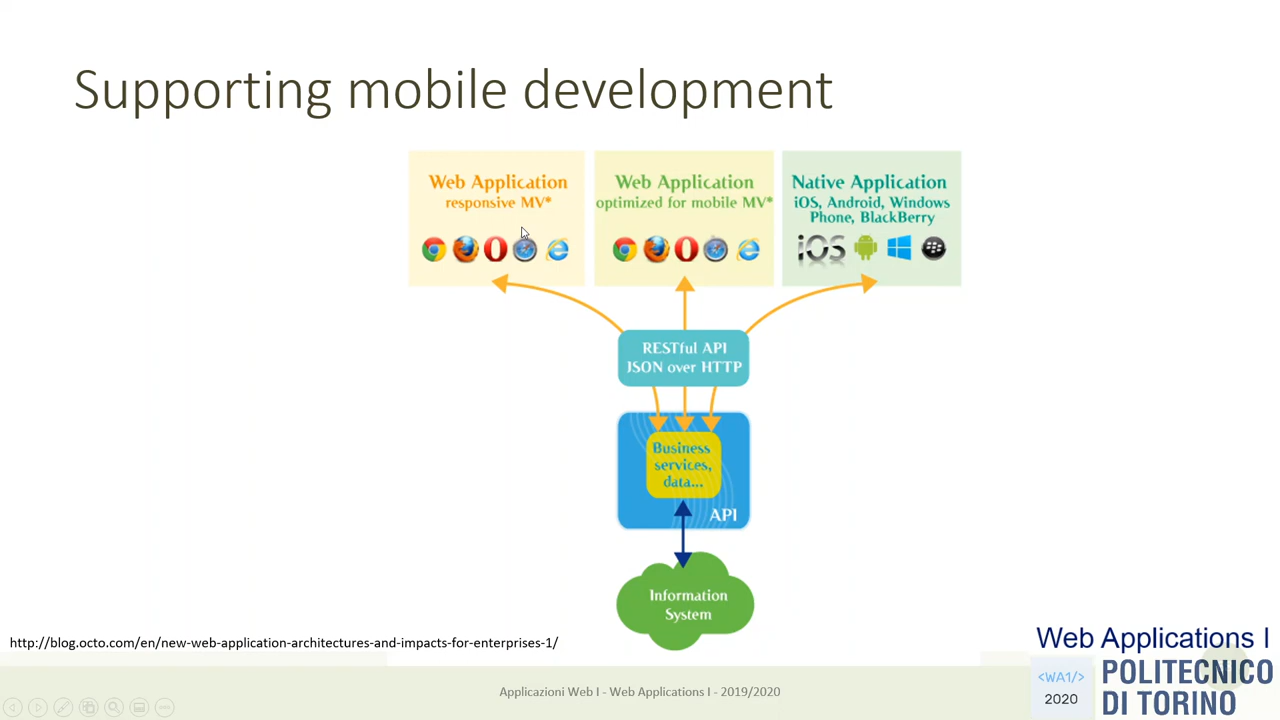 Supporting mobile development
Web Application
responsive MV*
Web Application
optimized for mobile MV*
Native Application
iOS, Android, Windows
Phone, BlackBerry
iOS
RESTful API
JSON over HTTP
Business
services,
data...
API
Information
System
http://blog.octo.com/en/new-web-application-architectures-and-impacts-for-enterprises-1/
Applicazioni Web I - Web Applications I - 2019/2020
Web Applications I
<WA1/>
2020
POLITECNICO
DI TORINO